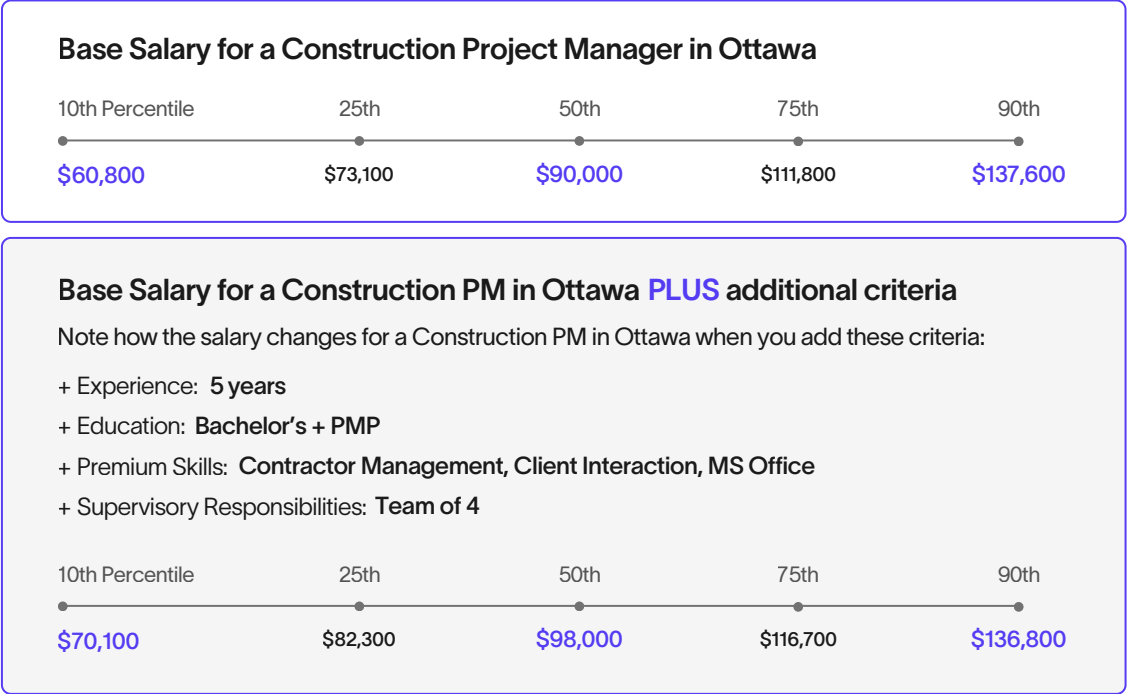 Base Salary for a Construction Project Manager in Ottawa
10th Percentile 25th 50th 75th 90th
$60,800 $73,100 $90,000 $111,800 $137,600
Base Salary for a Construction PM in Ottawa PLUS additional criteria
Note how the salary changes for a Construction PM in Ottawa when you add these criteria:
+ Experience: 5 years
+ Education: Bachelor’s + PMP
+ Premium Skills: Contractor Management, Client Interaction, MS Office
+ Supervisory Responsibilities: Team of 4
10th Percentile 25th 50th 75th 90th
$70,100 $82,300 $98,000 $116,700 $136,800